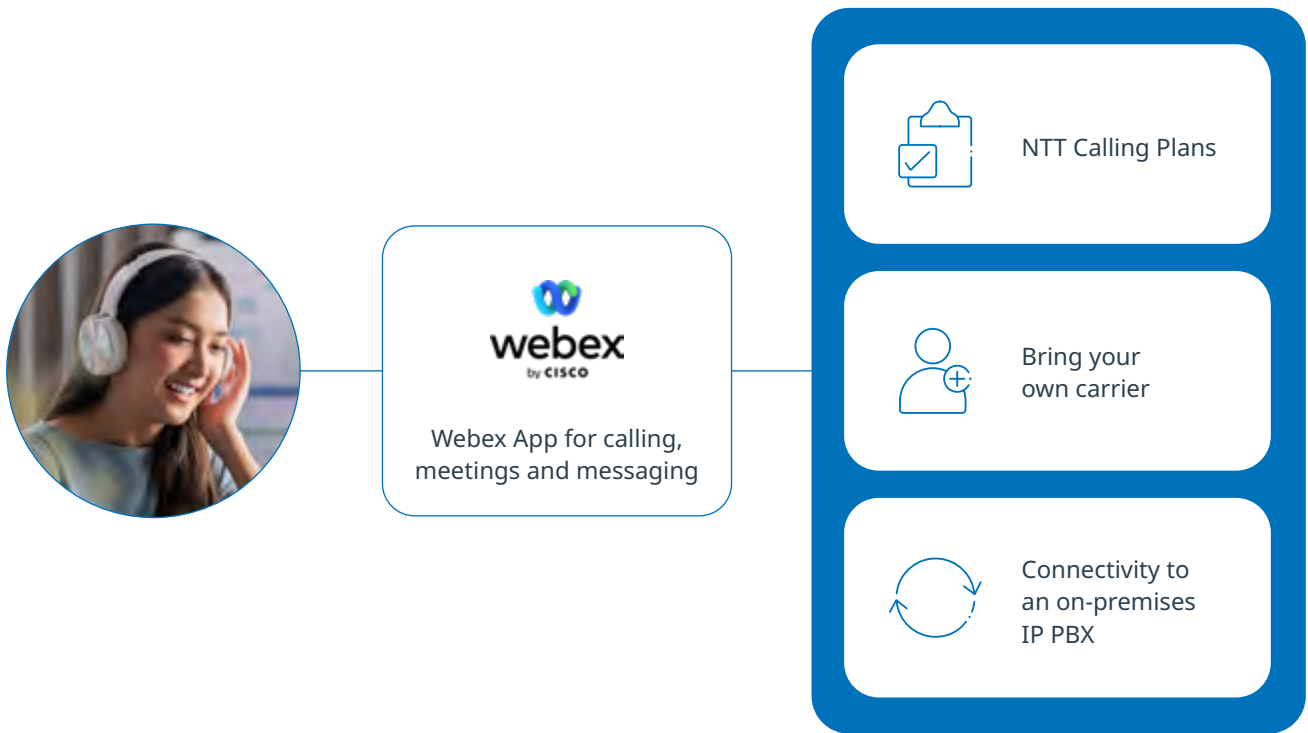 webex
by CISCO
Webex App for calling,
meetings and messaging
NTT Calling Plans
Bring your
own carrier
Connectivity to
an on-premises
IP PBX